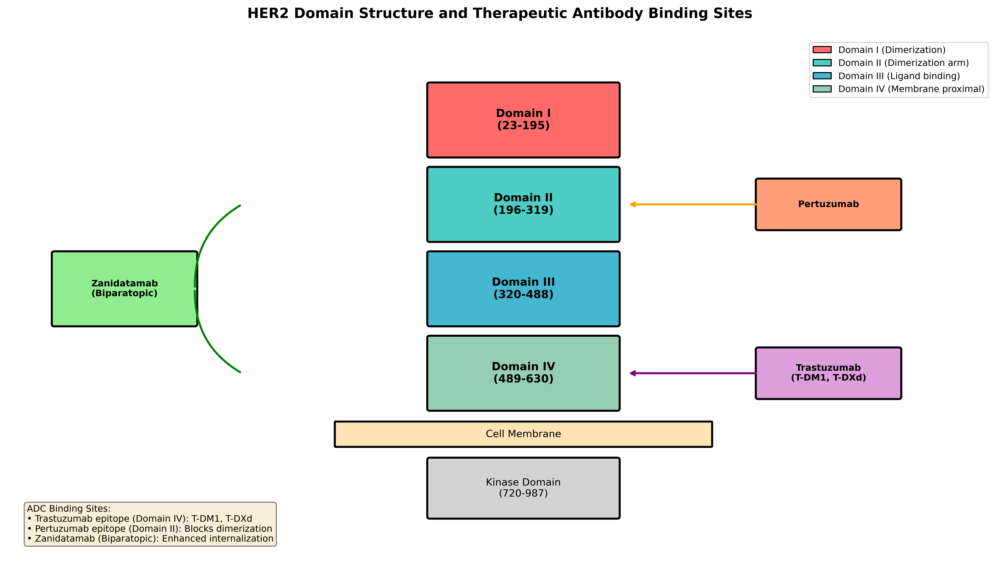 HER2 Domain Structure and Therapeutic Antibody Binding Sites
Domain I (Dimerization)
Domain II (Dimerization arm)
Domain III (Ligand binding)
Domain IV (Membrane proximal)
Domain I
(23-195)
Domain II
(196-319)
Pertuzumab
Zanidatamab
(Biparatopic)
Domain III
(320-488)
Domain IV
(489-630)
Trastuzumab
(T-DM1, T-DXd)
Cell Membrane
Kinase Domain
(720-987)
ADC Binding Sites:
• Trastuzumab epitope (Domain IV): T-DM1, T-DXd
• Pertuzumab epitope (Domain II): Blocks dimerization
• Zanidatamab (Biparatopic): Enhanced internalization